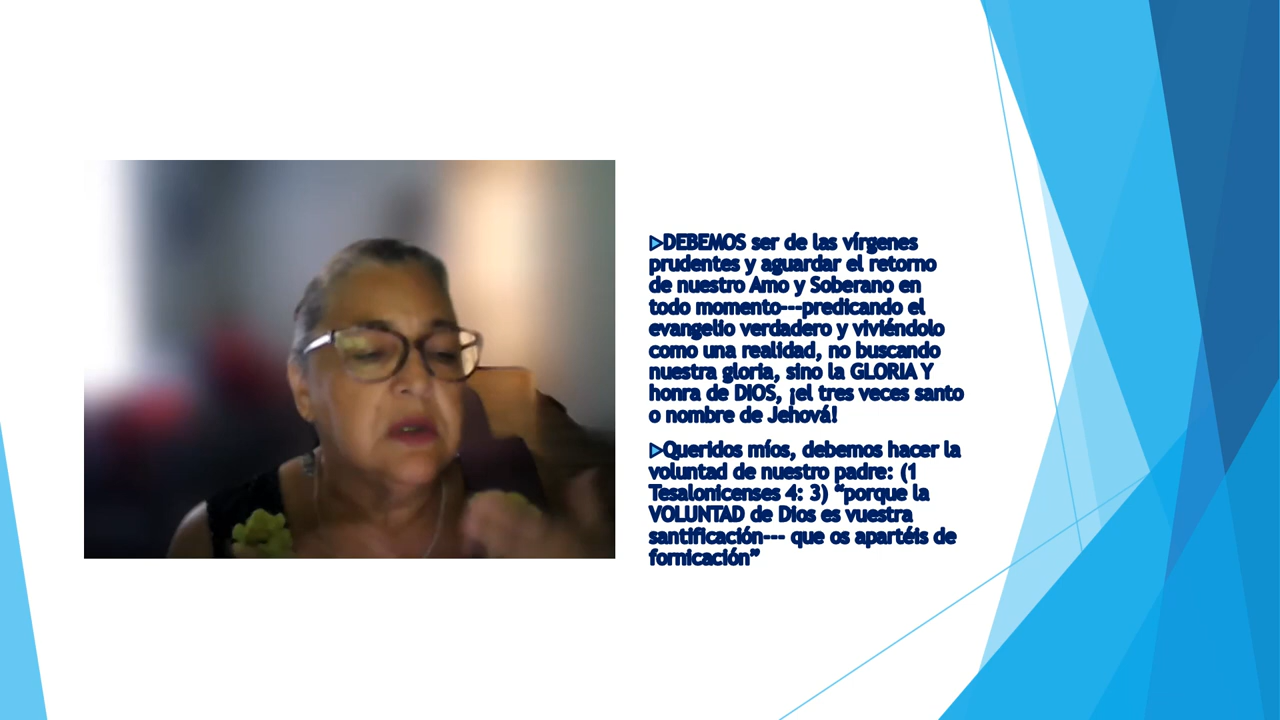 DEBEMOS ser de las vírgenes
prudentes y aguardar el retorno
de nuestro Amo y Soberano en
todo momento---predicando el
evangelio verdadero y viviéndolo
como una realidad, no buscando
nuestra gloria, sino la GLORIA Y
honra de DIOS, ¡el tres veces santo
o nombre de Jehová!
Queridos míos, debemos hacer la
voluntad de nuestro padre: (1
Tesalonicenses 4: 3) “porque la
VOLUNTAD de Dios es vuestra
santificación--- que os apartéis de
fornicación”